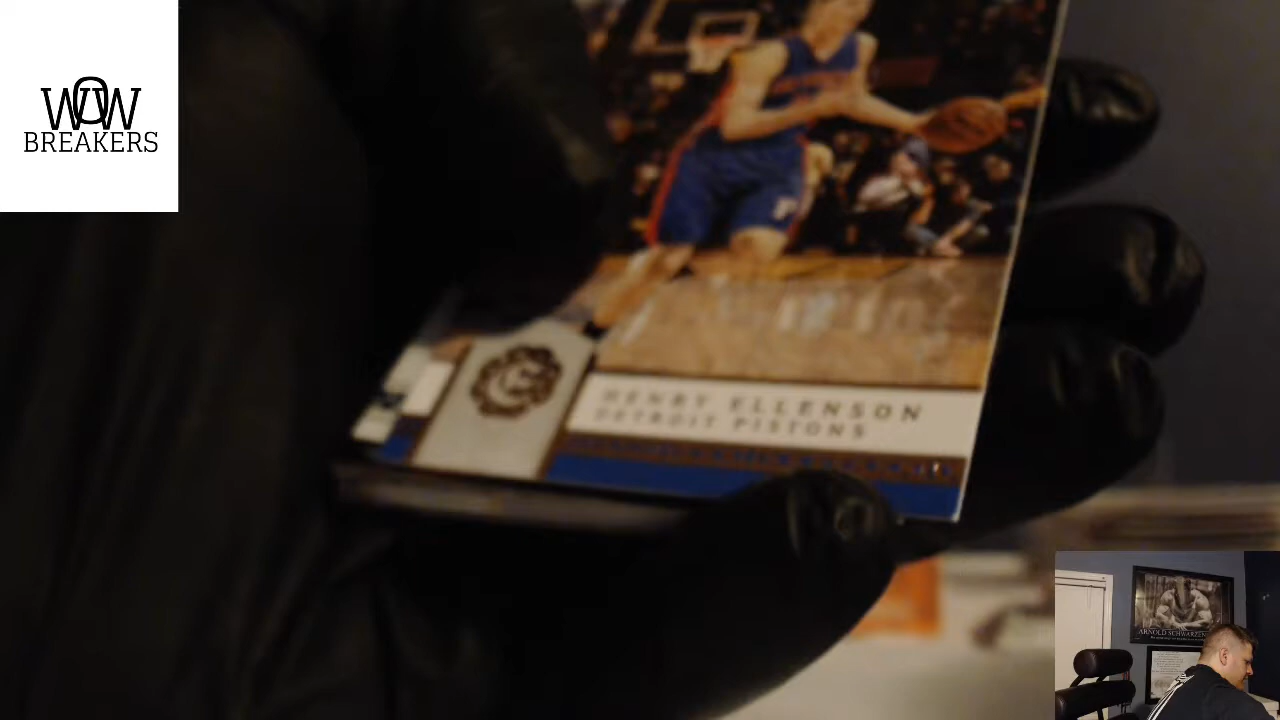 WOW
BREAKERS
HENRY ELLENSON
DETROIT PISTONS
ARNOLD SCHWARZEN